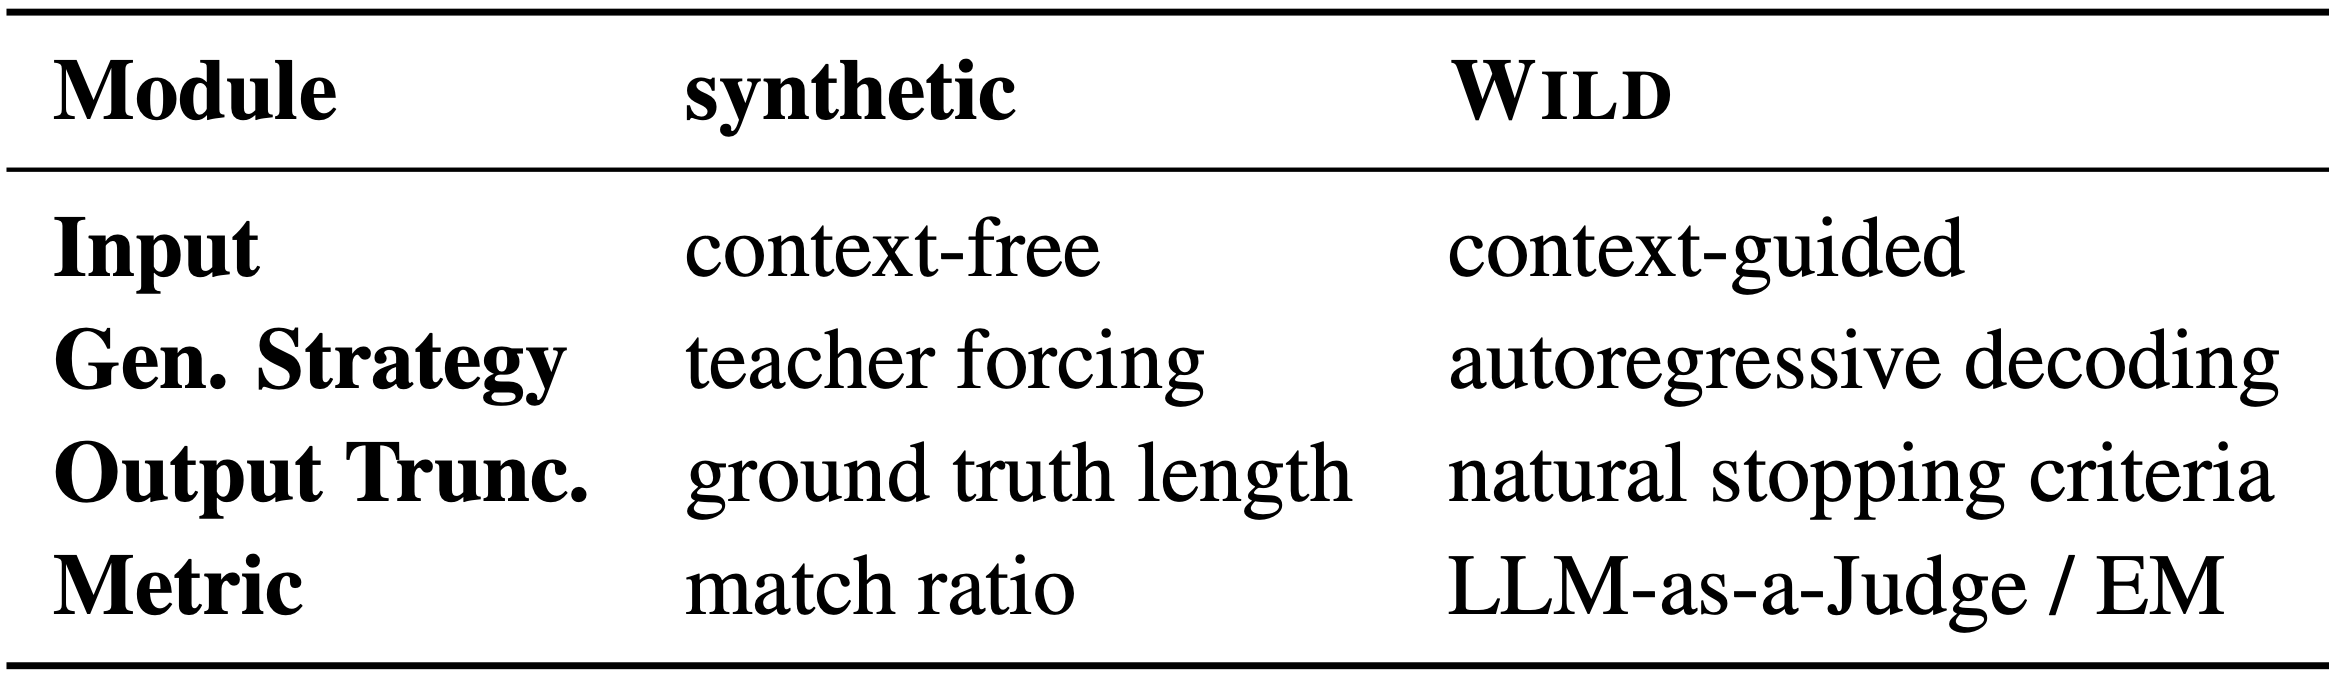 Module synthetic WILD
Input context-free context-guided
Gen. Strategy teacher forcing autoregressive decoding
Output Trunc. ground truth length natural stopping criteria
Metric match ratio LLM-as-a-Judge / EM